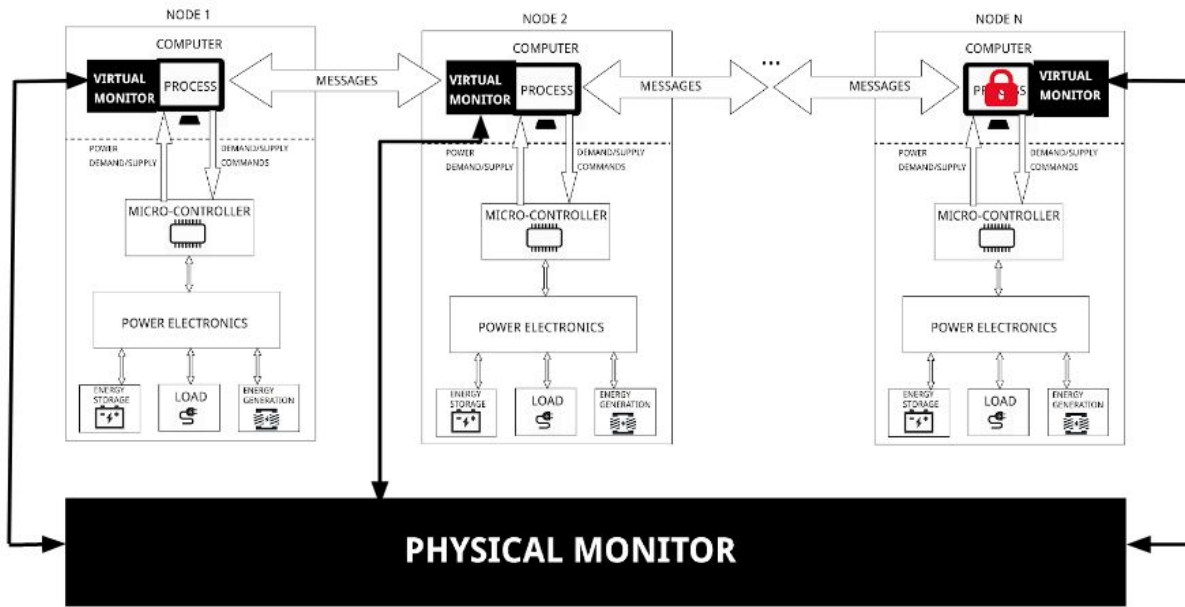 NODE 1
COMPUTER
VIRTUAL
MONITOR
PROCESS
MESSAGES
POWER
DEMAND/SUPPLY
DEMAND/SUPPLY
COMMANDS
MICRO-CONTROLLER
POWER ELECTRONICS
ENERGY
STORAGE
LOAD
ENERGY
GENERATION
NODE 2
COMPUTER
VIRTUAL
MONITOR
PROCESS
MESSAGES
...
MESSAGES
POWER
DEMAND/SUPPLY
DEMAND/SUPPLY
COMMANDS
MICRO-CONTROLLER
POWER ELECTRONICS
ENERGY
STORAGE
LOAD
ENERGY
GENERATION
NODE N
COMPUTER
VIRTUAL
MONITOR
POWER
DEMAND/SUPPLY
DEMAND/SUPPLY
COMMANDS
MICRO-CONTROLLER
POWER ELECTRONICS
ENERGY
STORAGE
LOAD
ENERGY
GENERATION
PHYSICAL MONITOR